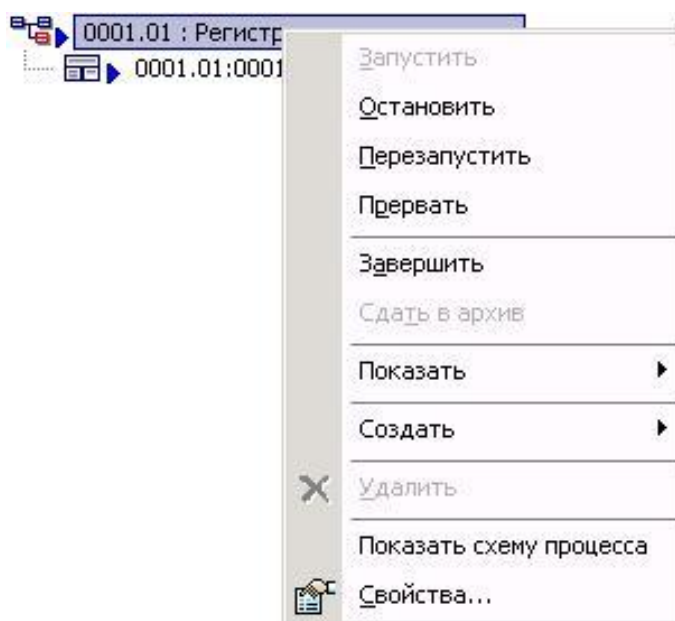 0001.01 : Регистр
0001.01:0001
Запустить
Остановить
Перезапустить
Прервать
Завершить
Сдать в архив
Показать
Создать
Удалить
Показать схему процесса
Свойства...